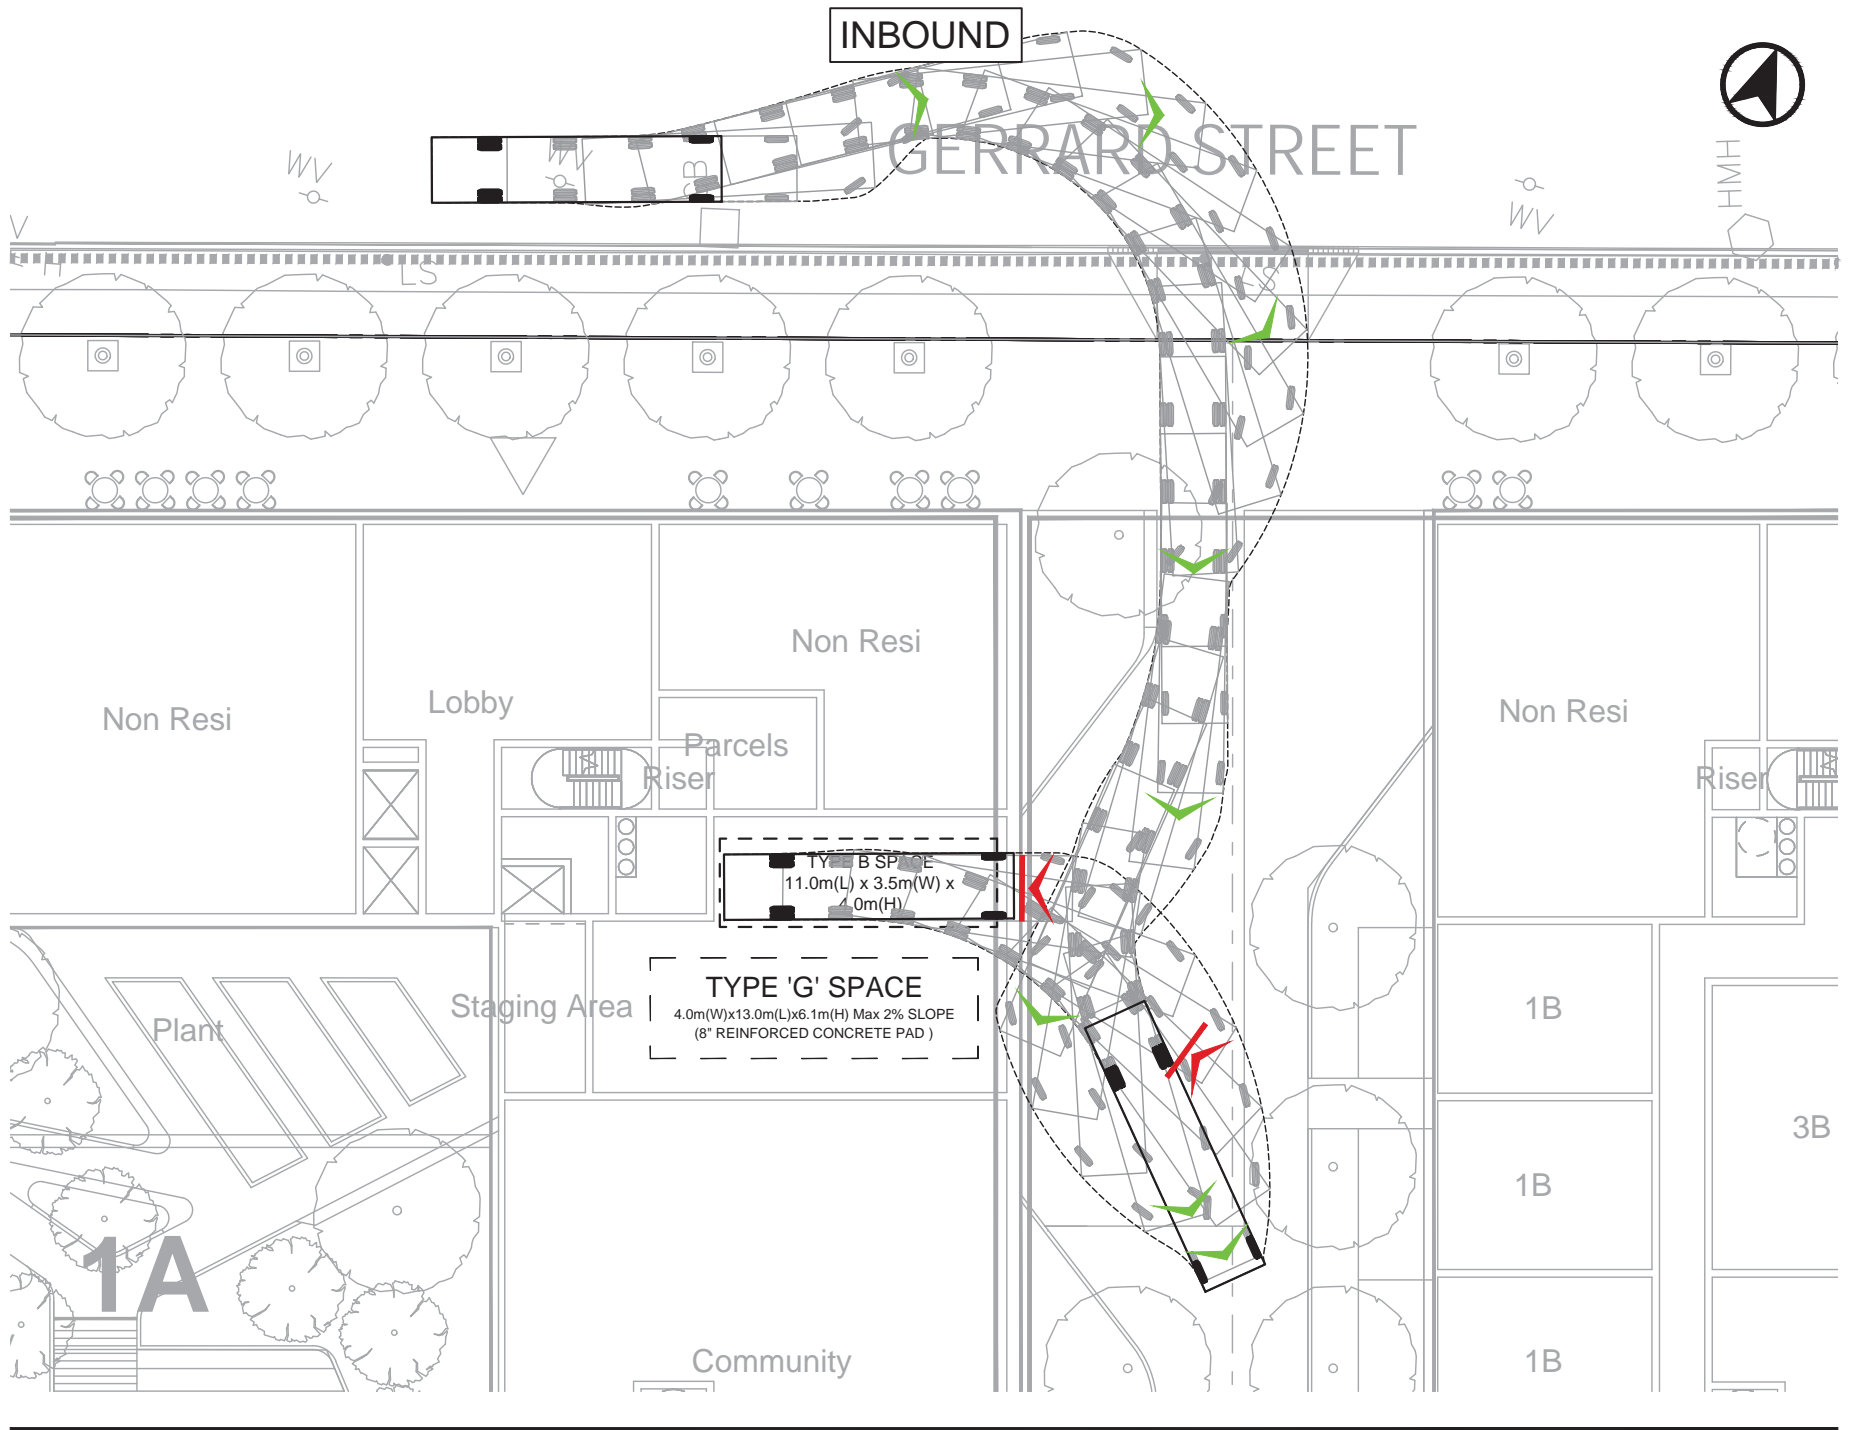 INBOUND
GERRARD STREET
WV
WV
CB
HMH
WV
V
H
LS
LS
Non Resi
Lobby
Non Resi
Non Resi
Parcels
Riser
Riser
TYPE B SPACE
11.0m(L) x 3.5m(W) x
4.0m(H)
TYPE 'G' SPACE
4.0m(W)x13.0m(L)x6.1m(H) Max 2% SLOPE
(8" REINFORCED CONCRETE PAD )
Staging Area
Plant
1B
3B
1B
1A
Community
1B